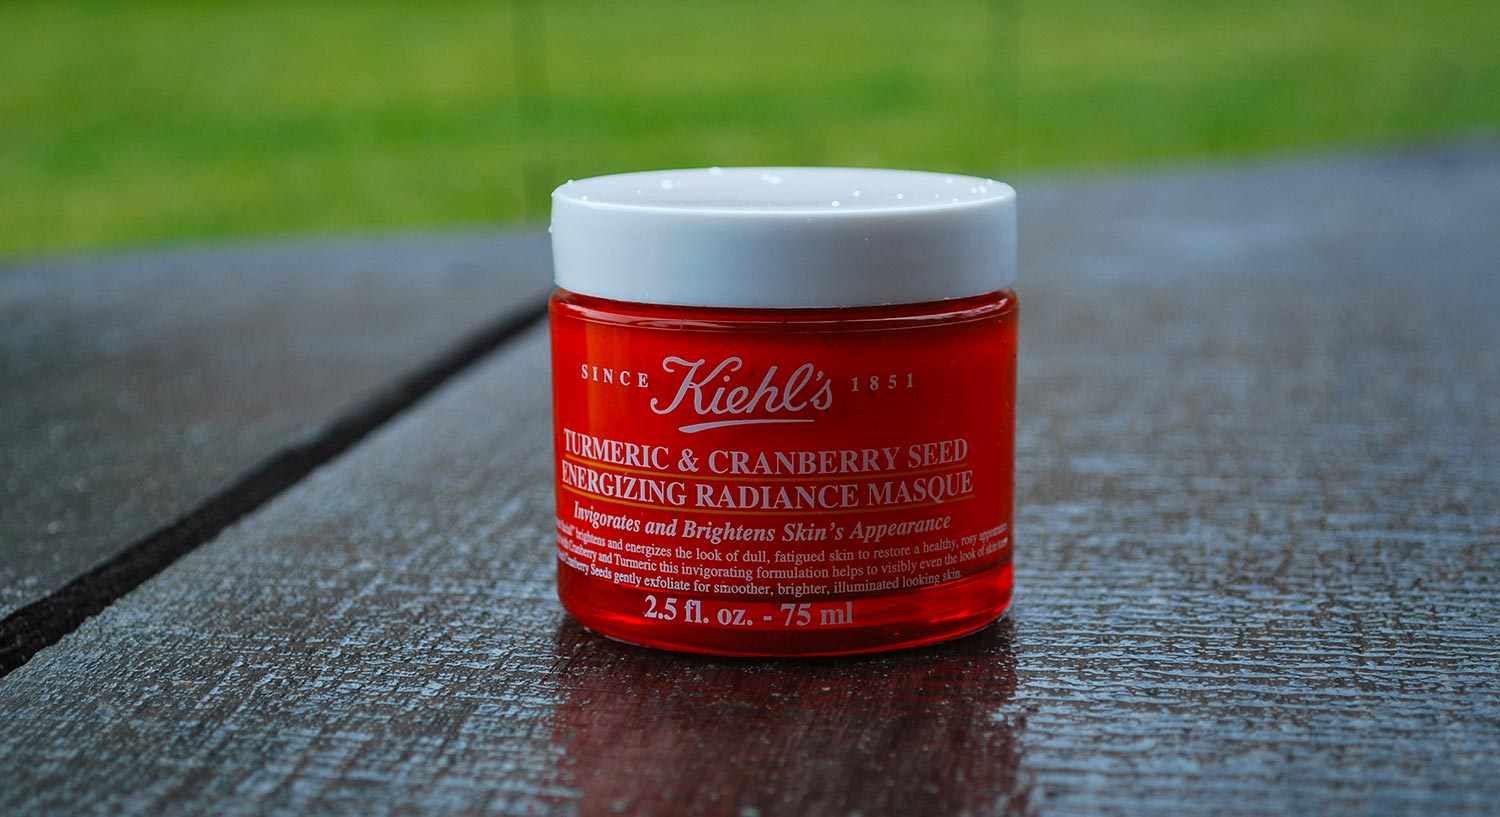 SINCE Kiehl's 1851
TURMERIC & CRANBERRY SEED
ENERGIZING RADIANCE MASQUE
Invigorates and Brightens Skin's Appearance
brightens and energizes the look of dull, fatigued skin to restore a healthy, rosy appearance
with Cranberry and Turmeric this invigorating formulation helps to visibly even the look of skin tone
Cranberry Seeds gently exfoliate for smoother, brighter, illuminated looking skin.
2.5 fl. oz. - 75 ml